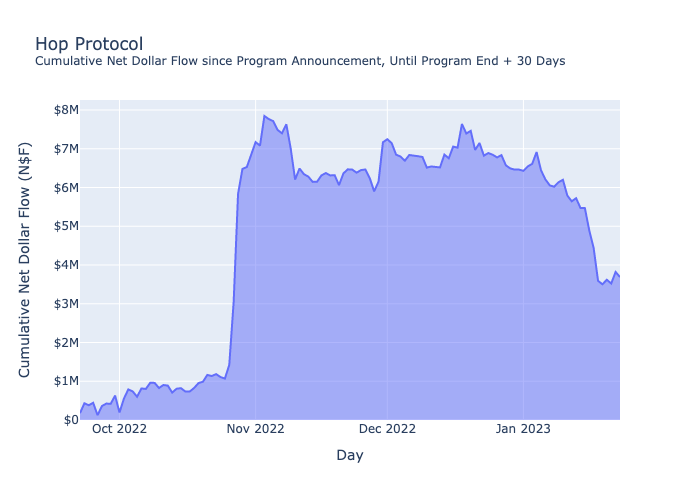 Hop Protocol
Cumulative Net Dollar Flow since Program Announcement, Until Program End + 30 Days
Cumulative Net Dollar Flow (N$F)
$8M
$7M
$6M
$5M
$4M
$3M
$2M
$1M
$0
Oct 2022 Nov 2022 Dec 2022 Jan 2023
Day